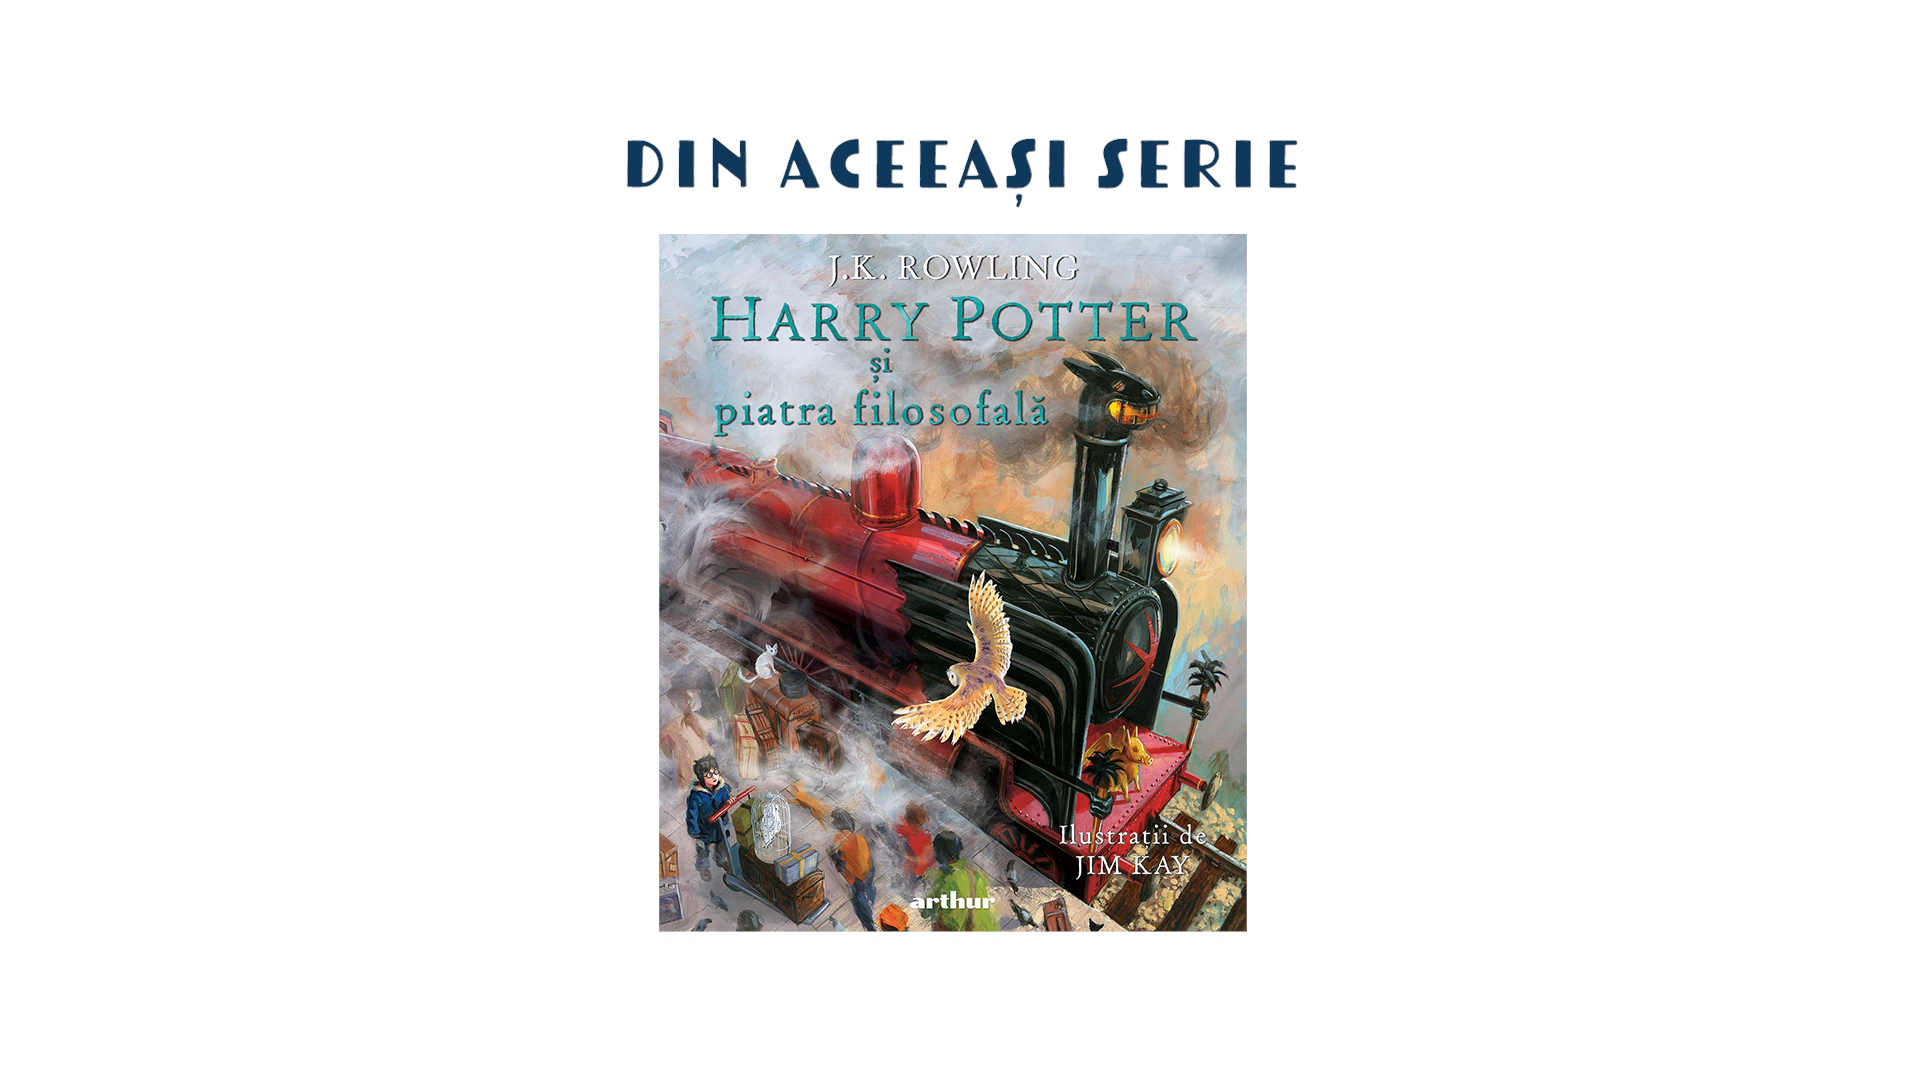 DIN ACEEAȘI SERIE
J.K. ROWLING
HARRY POTTER
și
piatra filosofală
Ilustrații de
JIM KAY
arthur